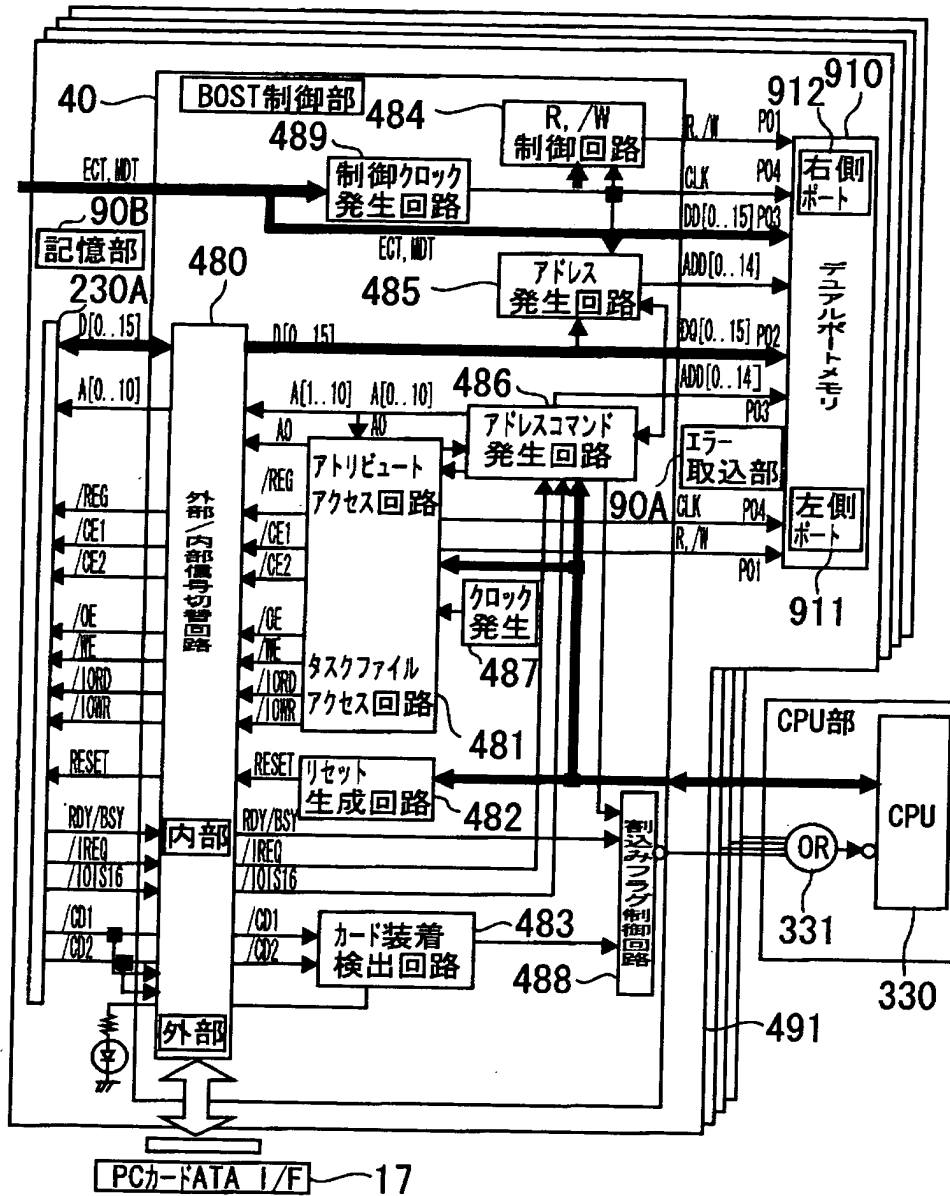 910
912
40
BOST制御部
484
R,/W
制御回路
R,/W
P01
489
制御クロック
発生回路
CLK
P04
右側
ポート
ECT,MDT
DD[0..15]
P03
90B
記憶部
ECT,MDT
480
485
アドレス
発生回路
ADD[0..14]
デュアルポートメモリ
230A
D[0..15]
D[0..15]
DQ[0..15]
P02
486
A[0..10]
A[1..10]
A[0..10]
ADD[0..14]
P03
アドレスコマンド
発生回路
A0
A0
アトリビュート
アクセス回路
エラー
取込部
90A
/REG
/REG
外部/内部信号切替回路
CLK
P04
左側
ポート
/CE1
/CE1
R,/W
P01
/CE2
/CE2
911
クロック
発生
487
/OE
/OE
/WE
/WE
タスクファイル
アクセス回路
/IORD
/IORD
/IOWR
/IOWR
481
CPU部
RESET
RESET
リセット
生成回路
482
CPU
RDY/BSY
内部
RDY/BSY
割込みフラグ制御回路
OR
/IREQ
/IREQ
331
/IOIS16
/IOIS16
/CD1
/CD1
カード装着
検出回路
483
/CD2
/CD2
488
330
外部
491
PCカードATA I/F
17